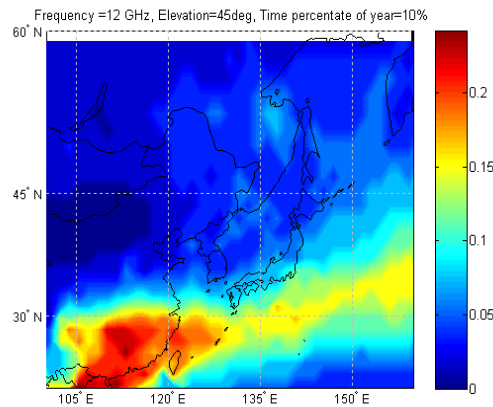 Frequency =12 GHz, Elevation=45deg, Time percentate of year=10%
60° N
45° N
30° N
105° E
120° E
135° E
150° E
0.2
0.15
0.1
0.05
0